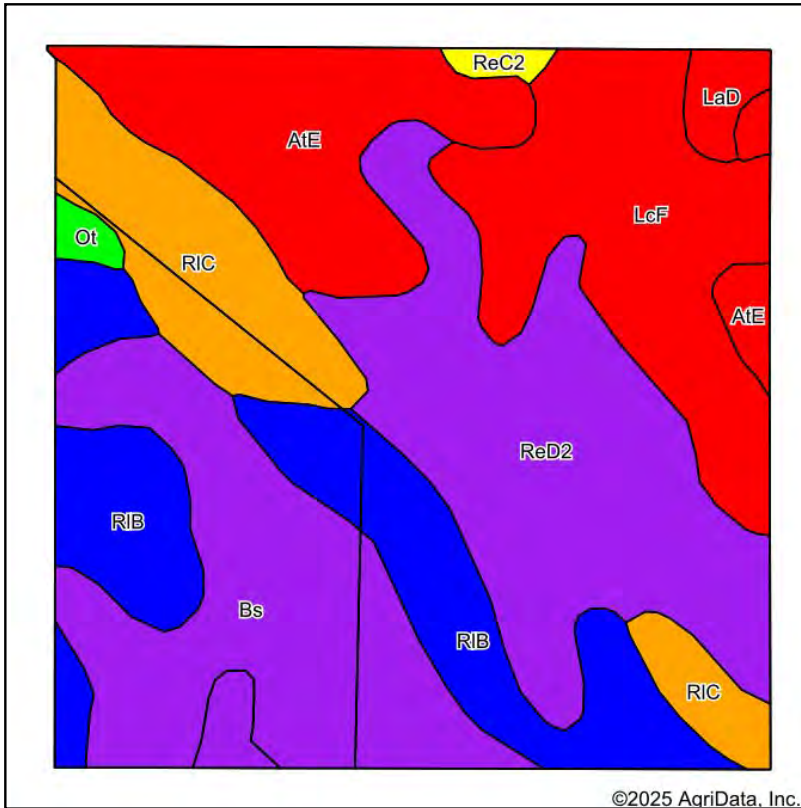 ReC2
LaD
AtE
LcF
Ot
RIC
AtE
ReD2
RIB
Bs
RIB
RIC
©2025 AgriData, Inc.